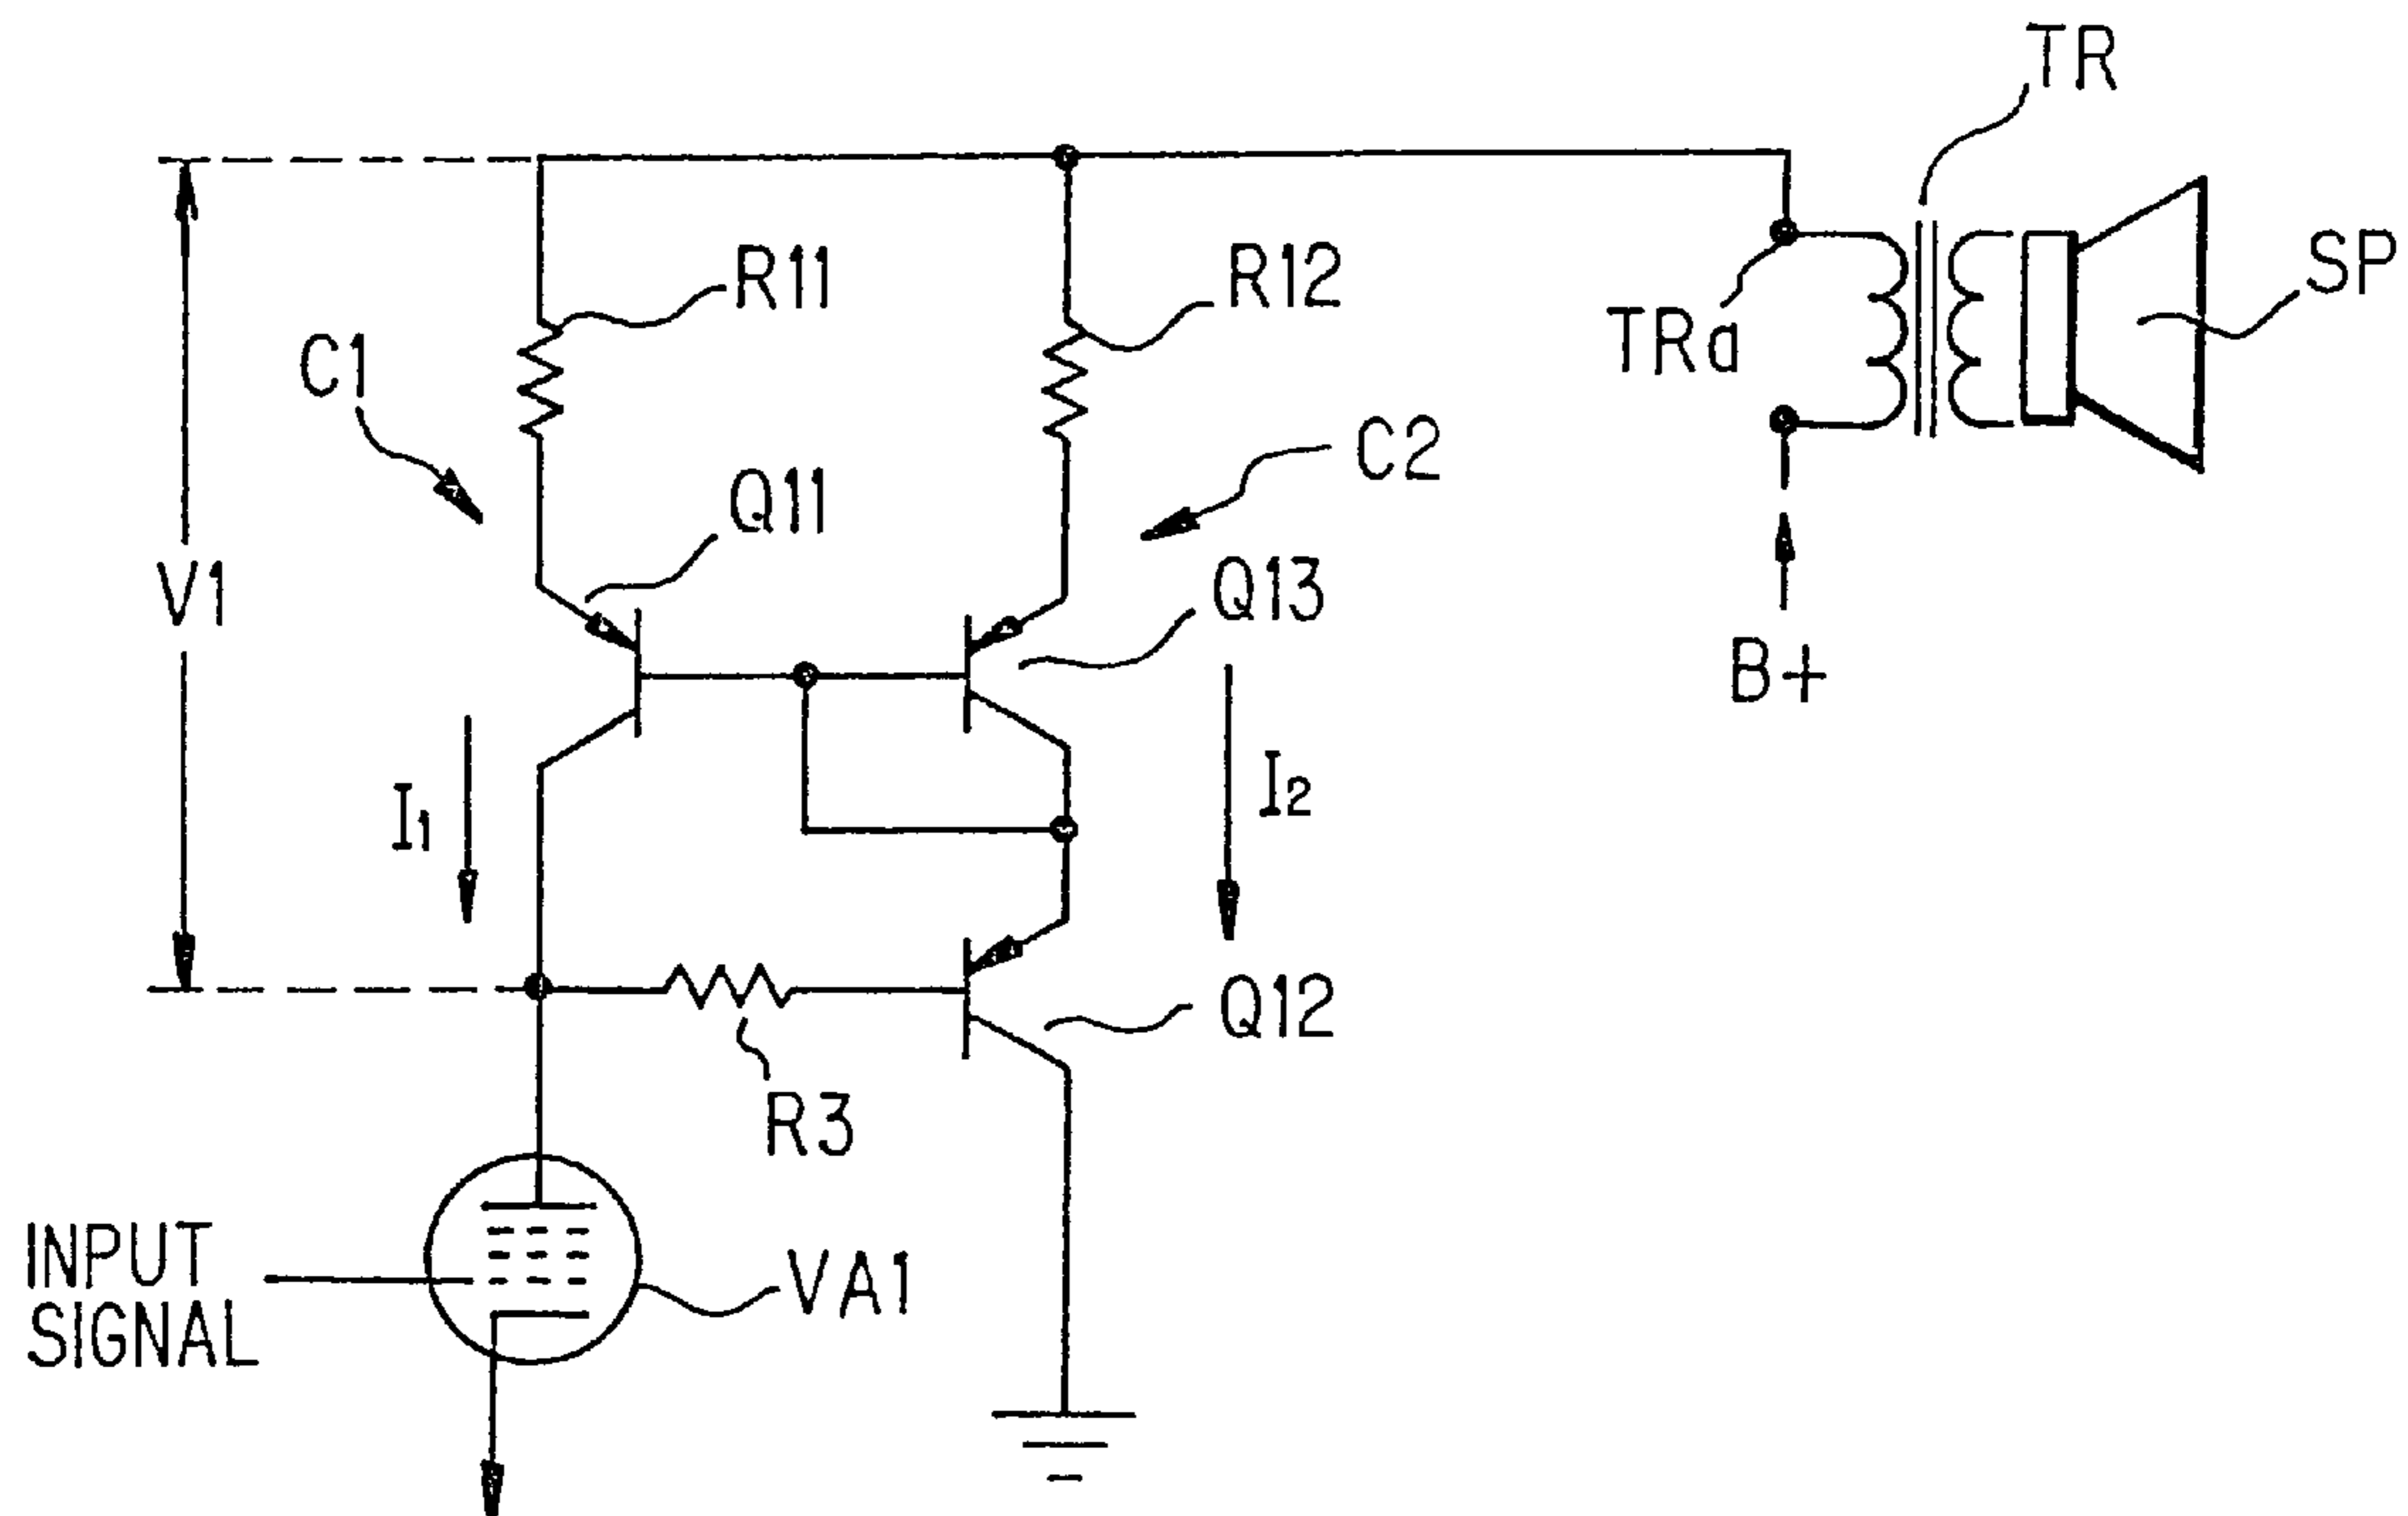 TR
R11
R12
SP
C1
TRa
C2
Q11
Q13
V1
B+
I1
I2
Q12
R3
INPUT
SIGNAL
VA1